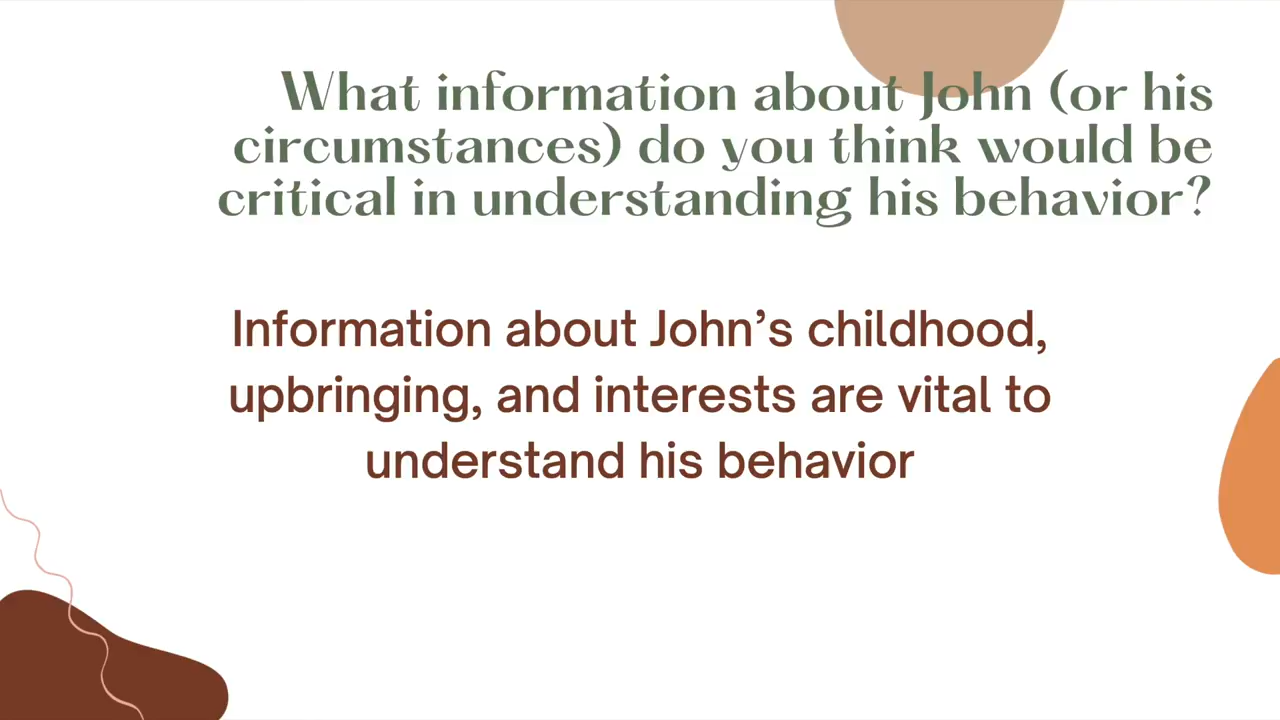 What information about John (or his
circumstances) do you think would be
critical in understanding his behavior?
Information about John’s childhood,
upbringing, and interests are vital to
understand his behavior